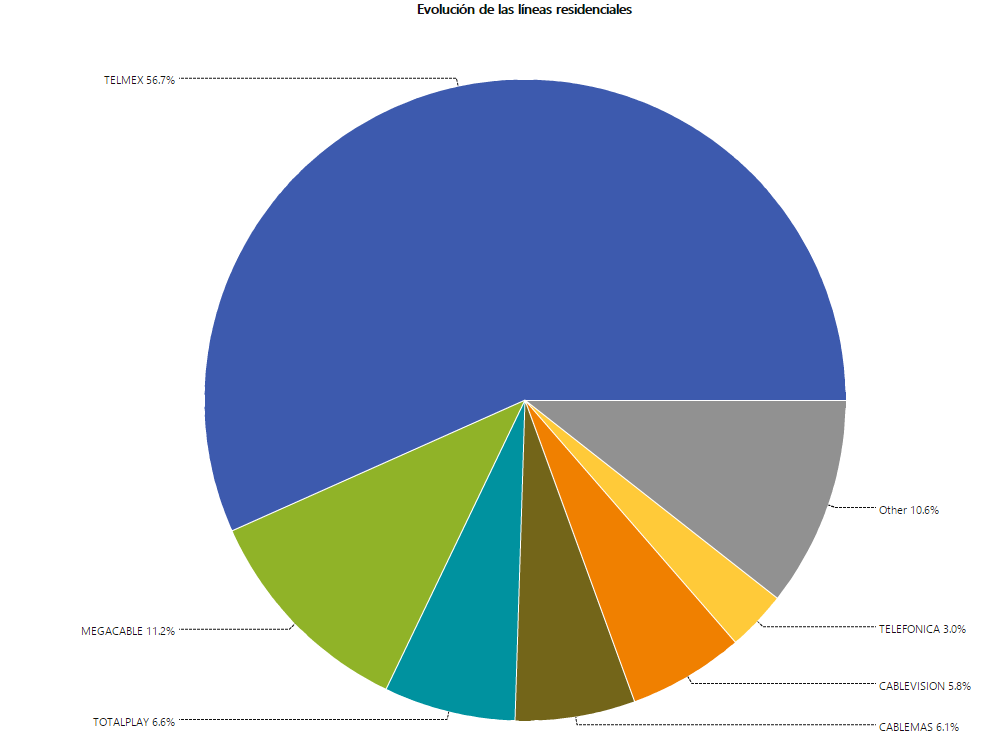 Evolución de las líneas residenciales
TELMEX 56.7%
Other 10.6%
TELEFONICA 3.0%
MEGACABLE 11.2%
CABLEVISION 5.8%
TOTALPLAY 6.6%
CABLEMAS 6.1%